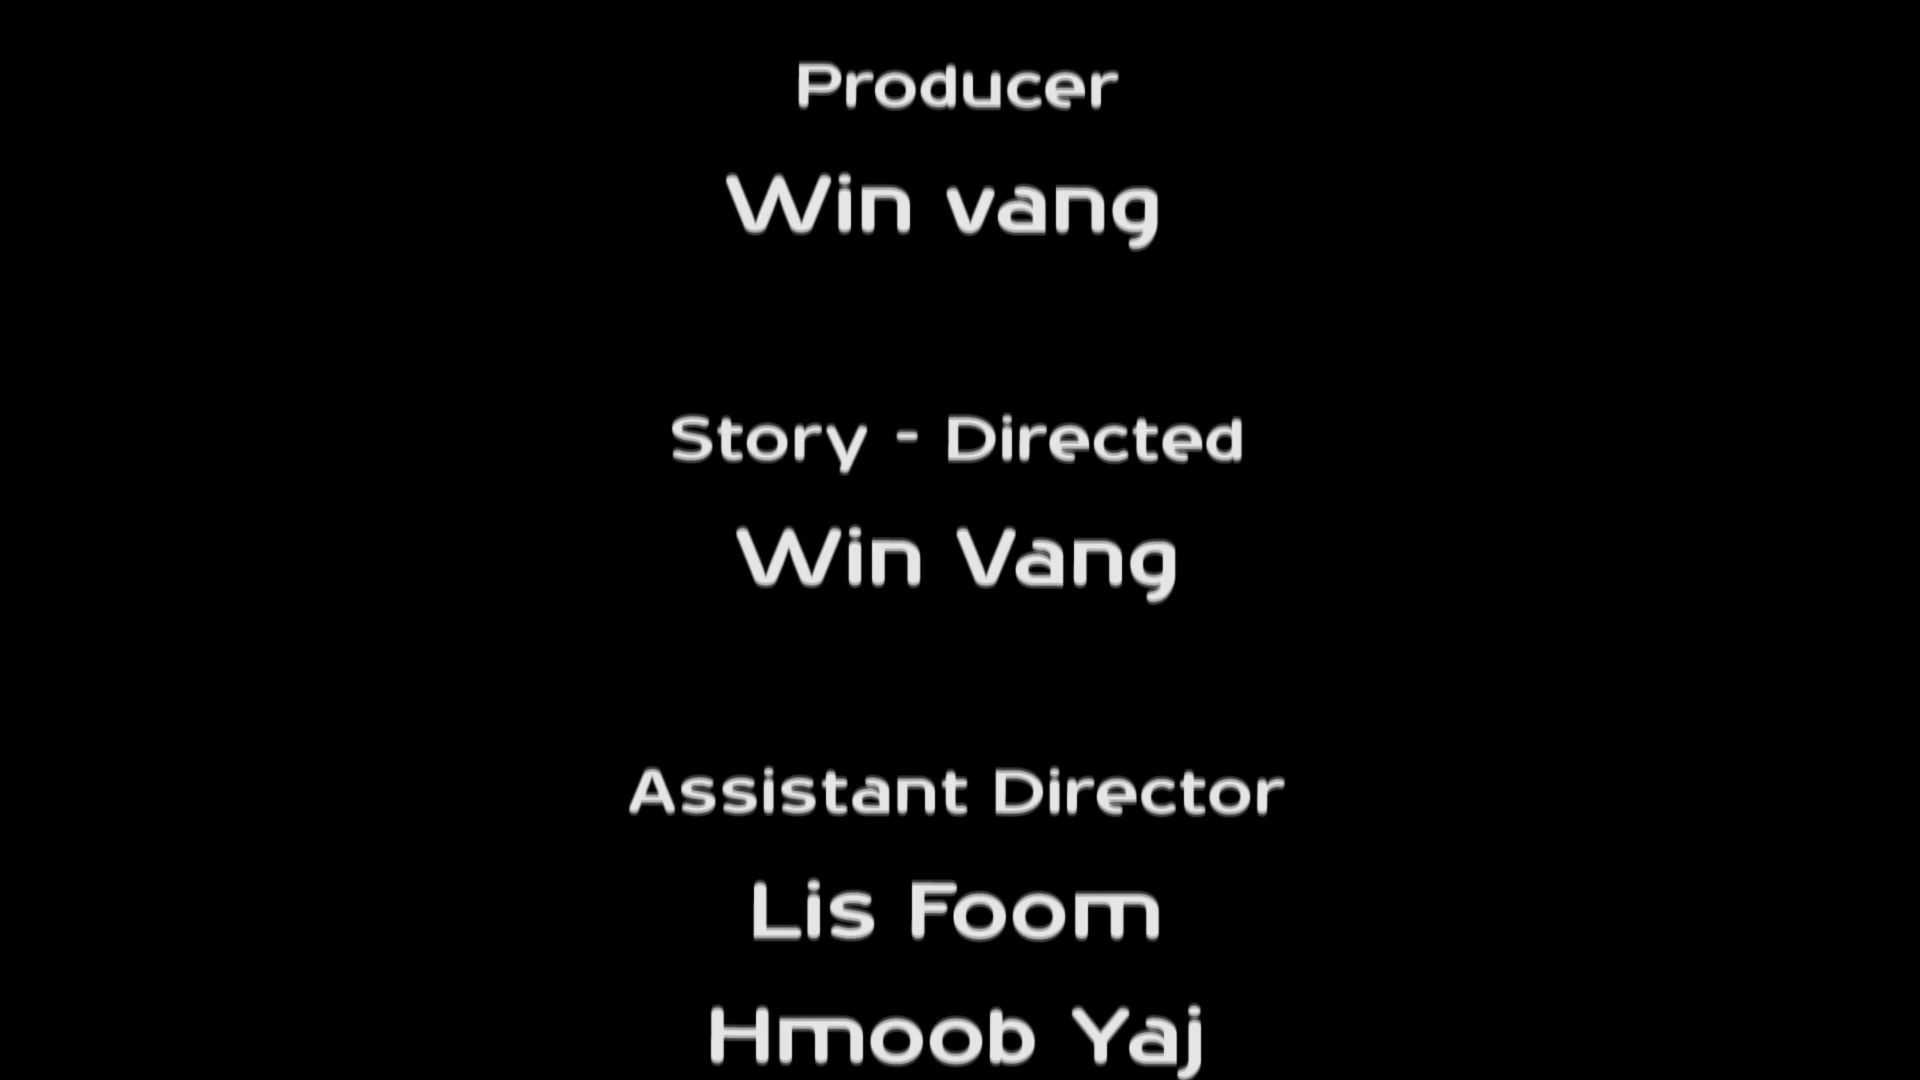 Producer
Win vang
Story - Directed
Win Vang
Assistant Director
Lis Foom
Hmoob Yaj